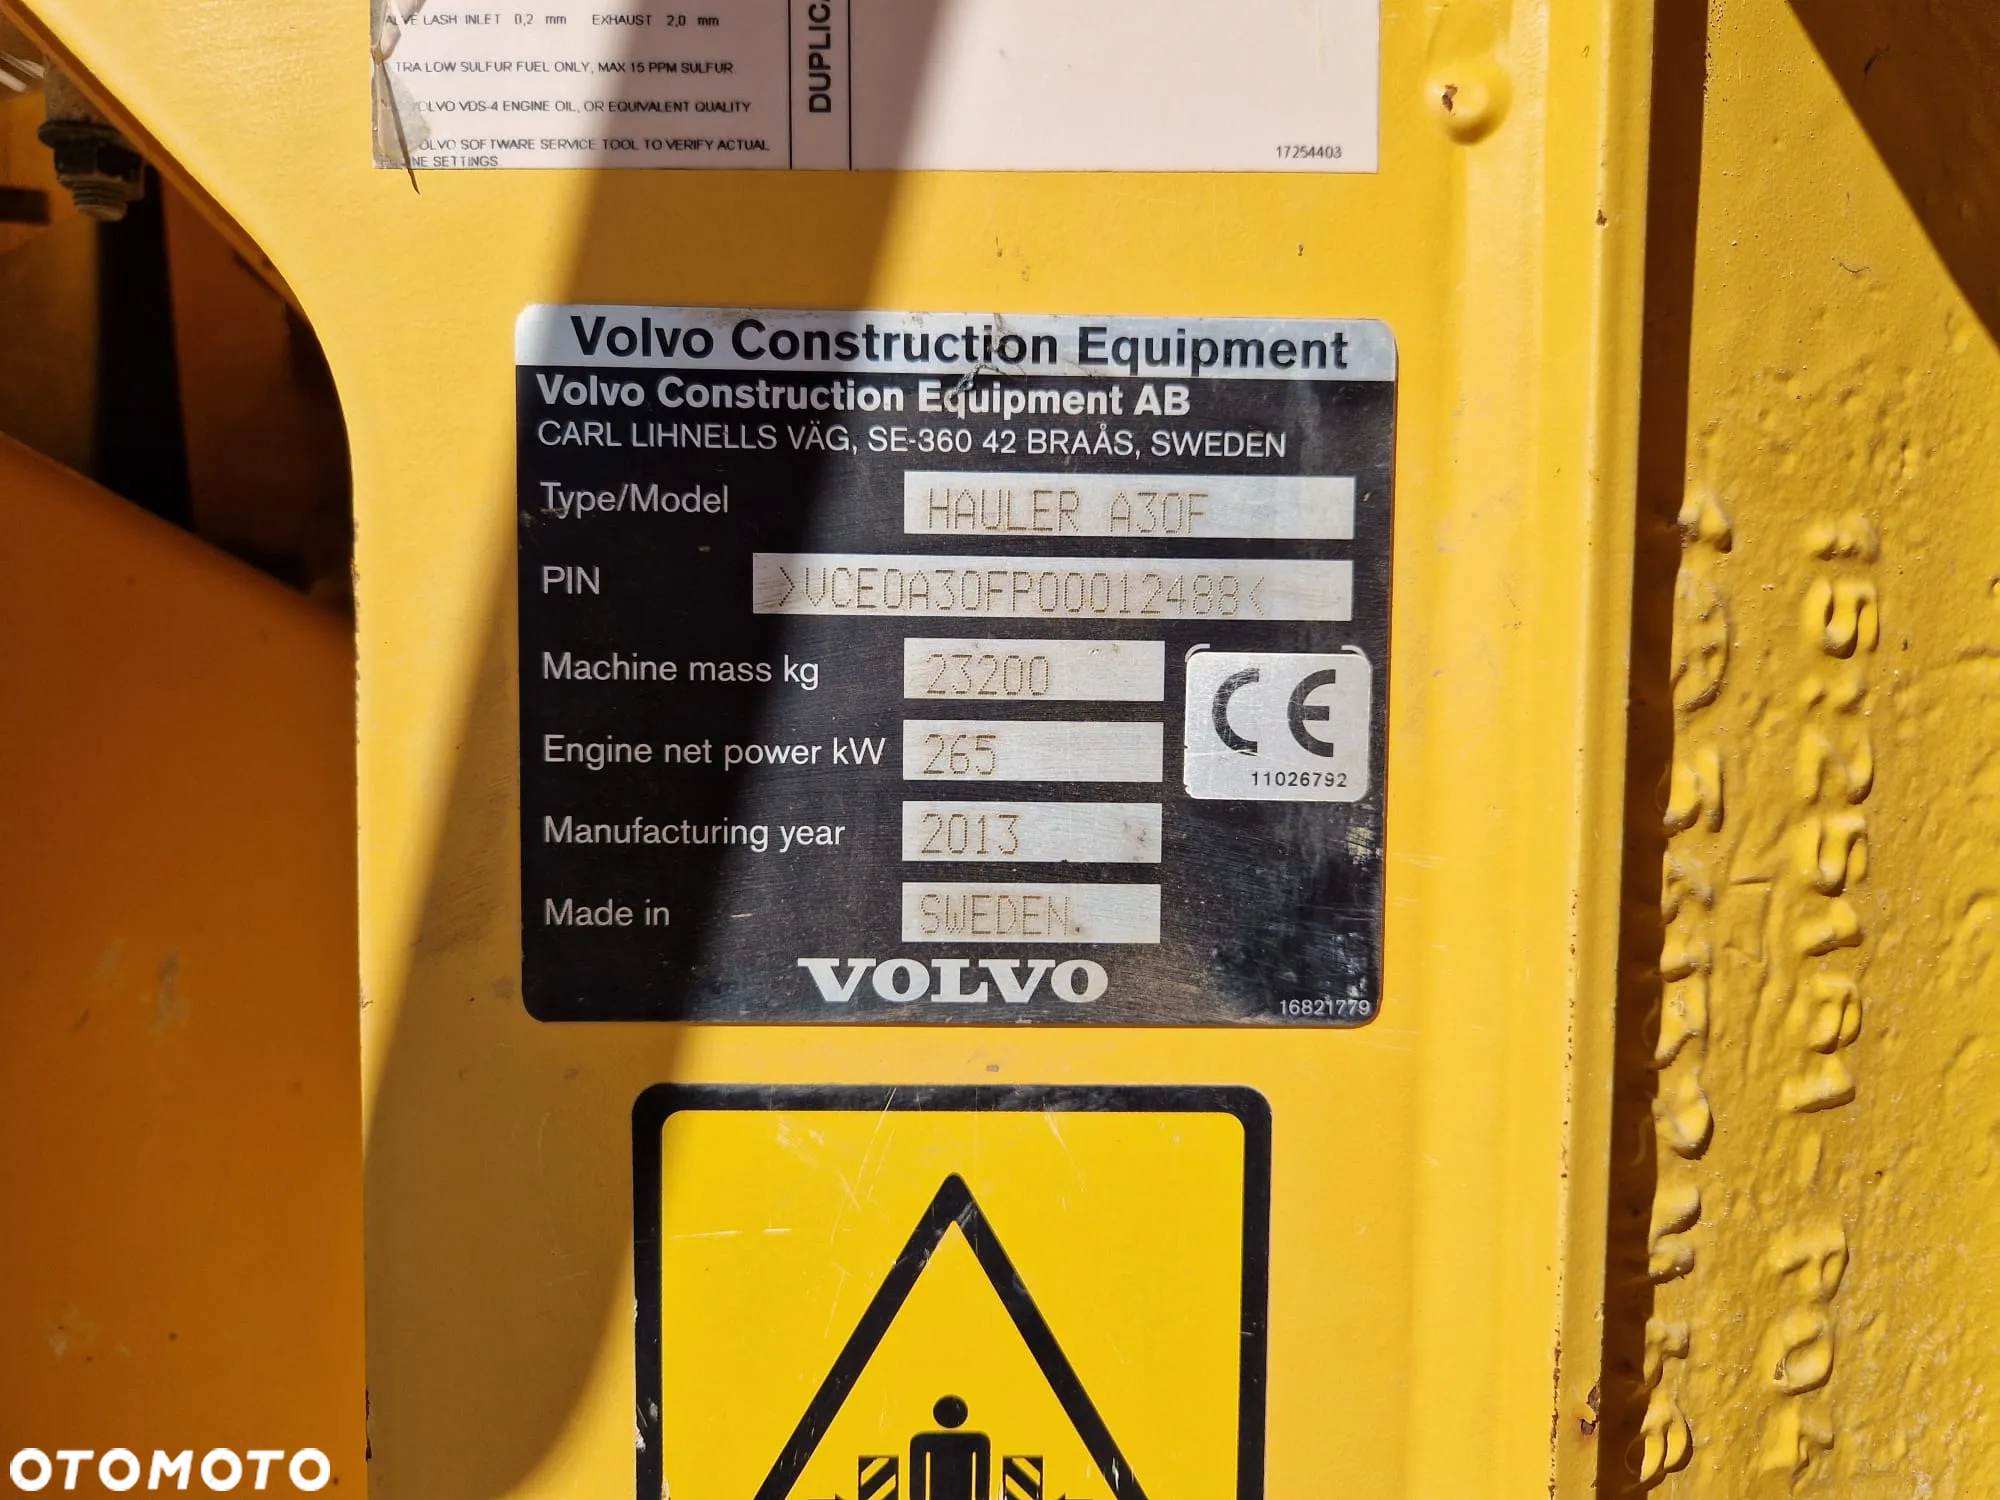 LASH INLET 0,2 mm EXHAUST 2,0 mm
LOW SULFUR FUEL ONLY, MAX 15 PPM SULFUR
VDS-4 ENGINE OIL, OR EQUIVALENT QUALITY
SOFTWARE SERVICE TOOL TO VERIFY ACTUAL
SETTINGS
17254403
Volvo Construction Equipment
Volvo Construction Equipment AB
CARL LIHNELLS VÄG, SE-360 42 BRAÅS, SWEDEN
Type/Model HAULER A30F
PIN >VCE0A30FP00012488<
Machine mass kg 23200
Engine net power kW 265
CE
11026792
Manufacturing year 2013
Made in SWEDEN
VOLVO
16821779
OTOMOTO